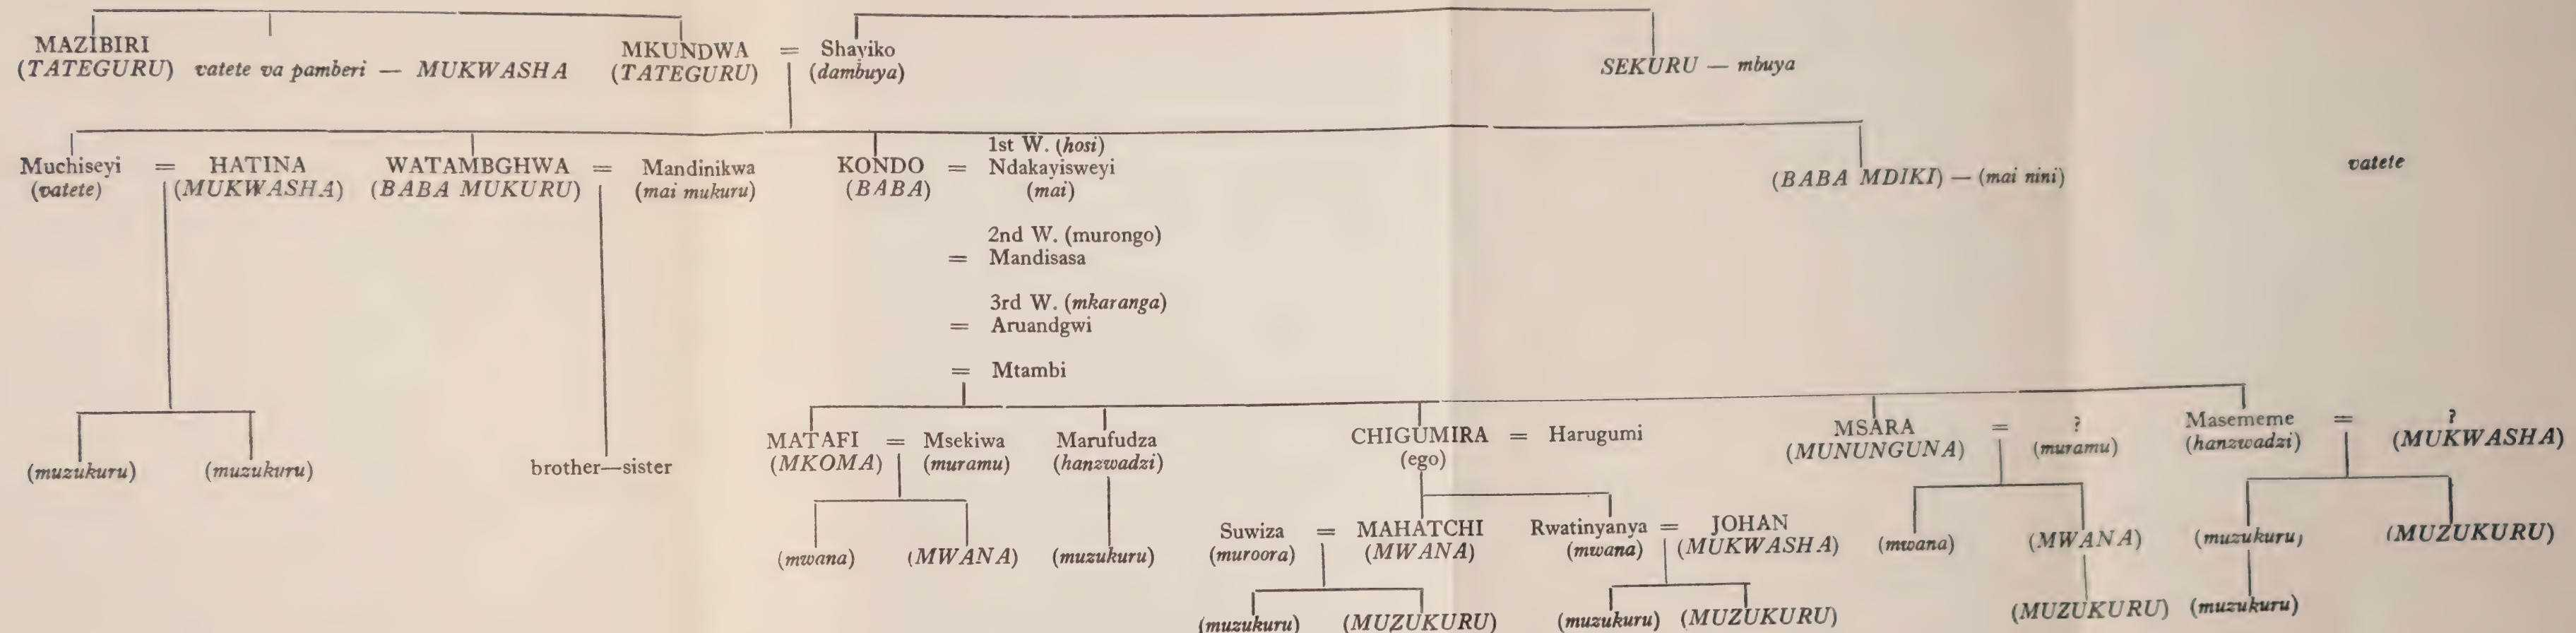 MAZIBIRI
(TATEGURU) vatete va pamberi — MUKWASHA
MKUNDWA = Shayiko
(TATEGURU) (dambuya)
SEKURU — mbuya
Muchiseyi = HATINA
(vatete) (MUKWASHA)
WATAMBGHWA = Mandinikwa
(BABA MUKURU) (mai mukuru)
1st W. (hosi)
KONDO = Ndakayisweyi
(BABA) (mai)
(BABA MDIKI) — (mai nini)
vatete
2nd W. (murongo)
= Mandisasa
3rd W. (mkaranga)
= Aruandgwi
= Mtambi
(muzukuru) (muzukuru)
brother—sister
MATAFI = Msekiwa
(MKOMA) (muramu)
Marufudza
(hanzwadzi)
CHIGUMIRA = Harugumi
(ego)
MSARA = ?
(MUNUNGUNA) (muramu)
Masememe = ?
(hanzwadzi) (MUKWASHA)
(mwana) (MWANA)
(muzukuru)
Suwiza = MAHATCHI
(muroora) (MWANA)
Rwatinyanya = JOHAN
(mwana) (MUKWASHA)
(mwana) (MWANA)
(muzukuru) (MUZUKURU)
(muzukuru) (MUZUKURU)
(muzukuru) (MUZUKURU)
(MUZUKURU)
(muzukuru)